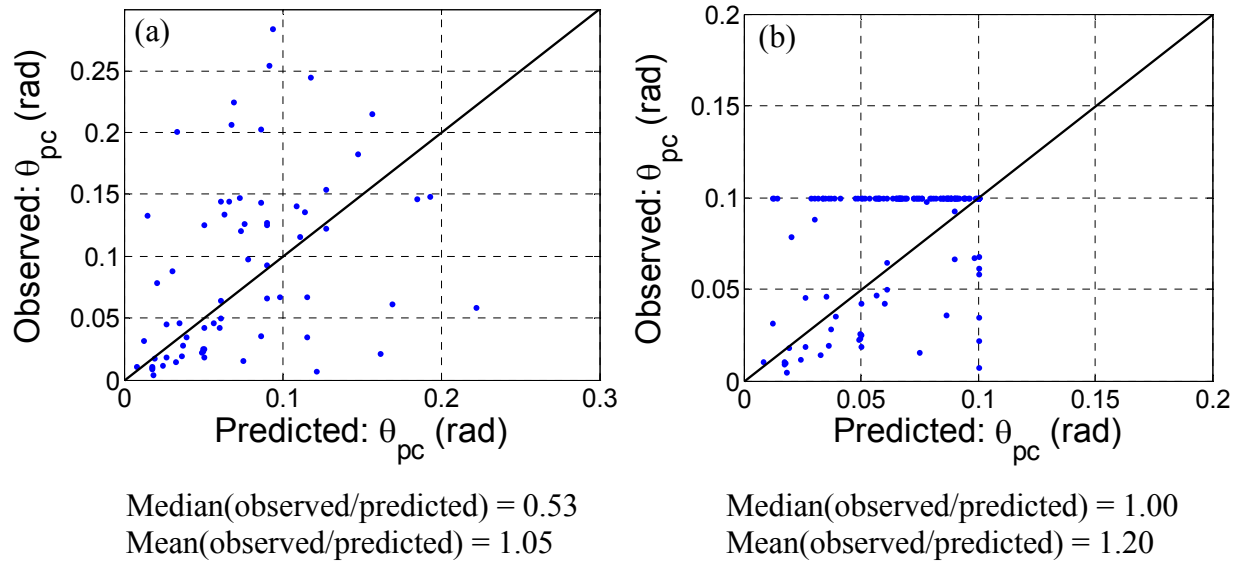 (a)
0.25
0.2
0.15
0.1
0.05
0
0 0.1 0.2 0.3
Observed: θpc (rad)
Predicted: θpc (rad)
Median(observed/predicted) = 0.53
Mean(observed/predicted) = 1.05
(b)
0.2
0.15
0.1
0.05
0
0 0.05 0.1 0.15 0.2
Observed: θpc (rad)
Predicted: θpc (rad)
Median(observed/predicted) = 1.00
Mean(observed/predicted) = 1.20